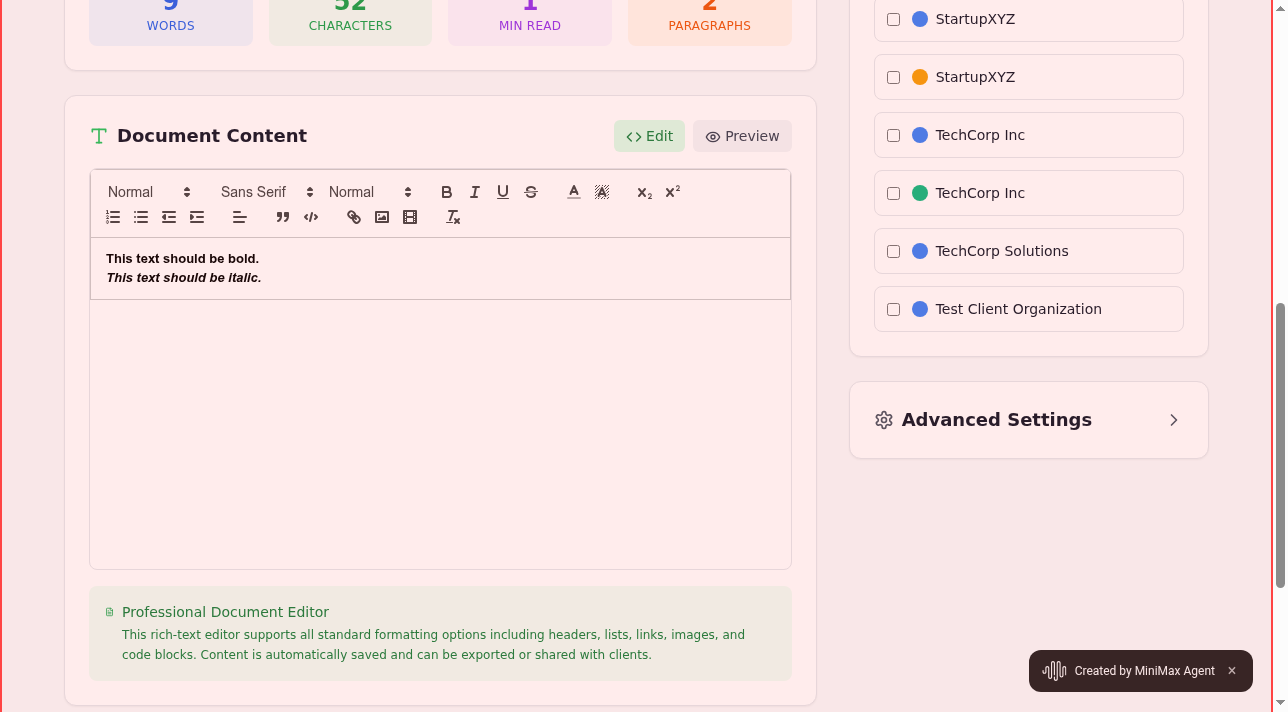 9
WORDS
52
CHARACTERS
1
MIN READ
2
PARAGRAPHS
Document Content
Edit
Preview
Normal
Sans Serif
Normal
This text should be bold.
This text should be italic.
Professional Document Editor
This rich-text editor supports all standard formatting options including headers, lists, links, images, and
code blocks. Content is automatically saved and can be exported or shared with clients.
StartupXYZ
StartupXYZ
TechCorp Inc
TechCorp Inc
TechCorp Solutions
Test Client Organization
Advanced Settings
Created by MiniMax Agent